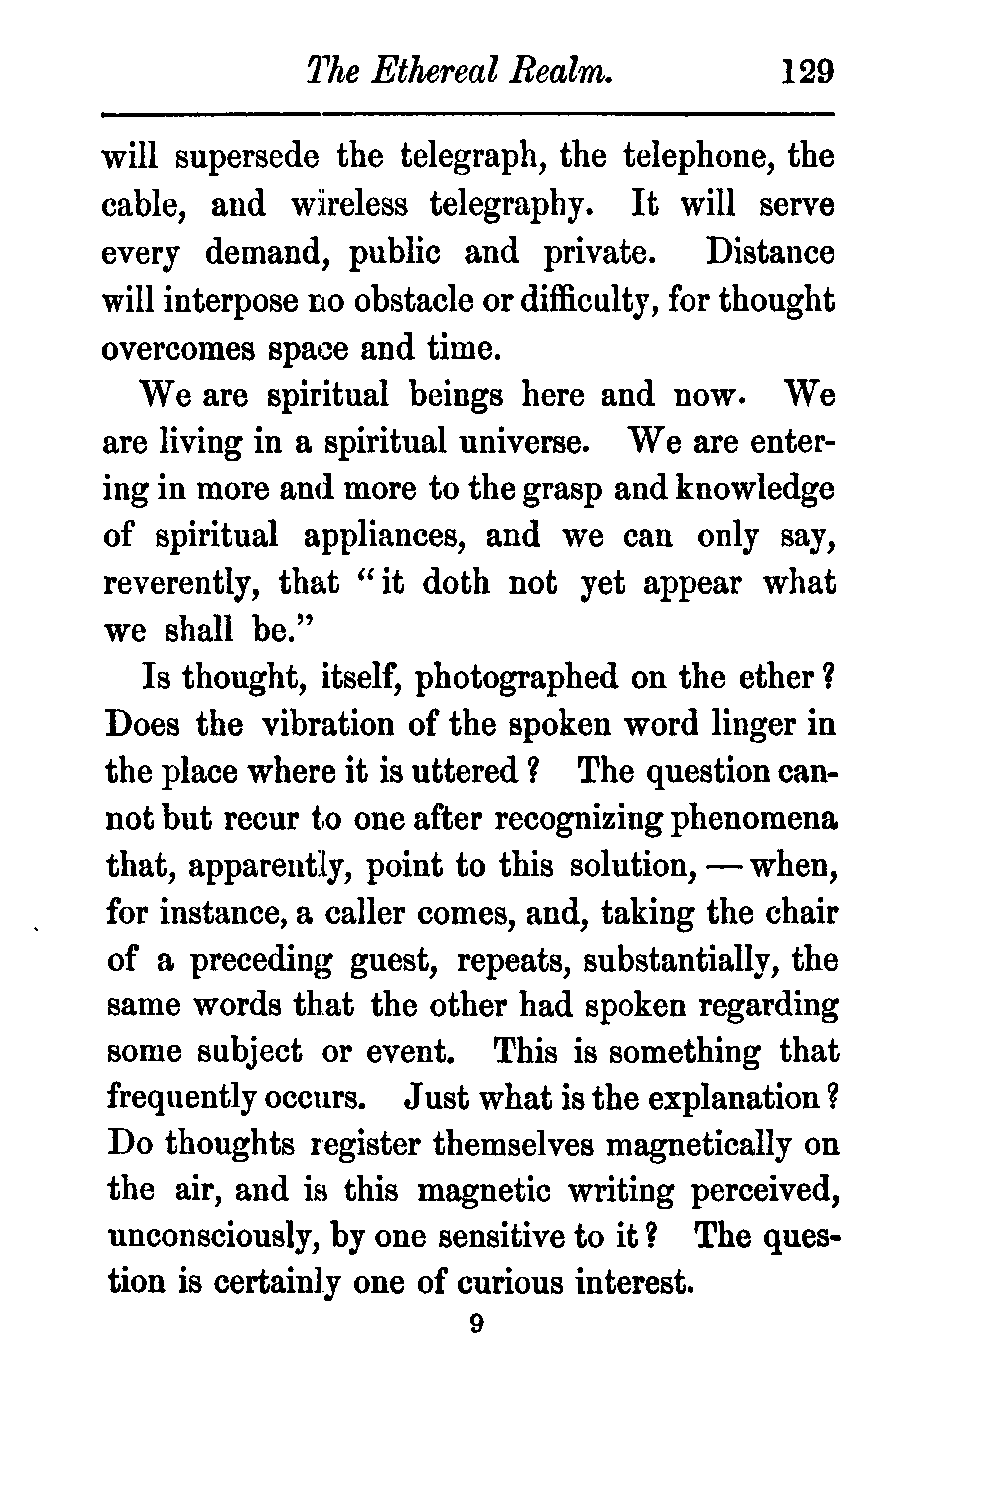 The Ethereal Realm. 129
will supersede the telegraph, the telephone, the
cable, and wireless telegraphy. It will serve
every demand, public and private. Distance
will interpose no obstacle or difficulty, for thought
overcomes space and time.
We are spiritual beings here and now. We
are living in a spiritual universe. We are enter-
ing in more and more to the grasp and knowledge
of spiritual appliances, and we can only say,
reverently, that “it doth not yet appear what
we shall be.”
Is thought, itself, photographed on the ether?
Does the vibration of the spoken word linger in
the place where it is uttered? The question can-
not but recur to one after recognizing phenomena
that, apparently, point to this solution, — when,
for instance, a caller comes, and, taking the chair
of a preceding guest, repeats, substantially, the
same words that the other had spoken regarding
some subject or event. This is something that
frequently occurs. Just what is the explanation?
Do thoughts register themselves magnetically on
the air, and is this magnetic writing perceived,
unconsciously, by one sensitive to it? The ques-
tion is certainly one of curious interest.
9